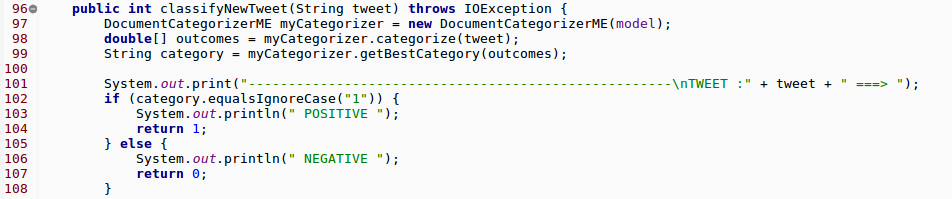 96 public int classifyNewTweet(String tweet) throws IOException {
97 DocumentCategorizerME myCategorizer = new DocumentCategorizerME(model);
98 double[] outcomes = myCategorizer.categorize(tweet);
99 String category = myCategorizer.getBestCategory(outcomes);
100
101 System.out.print("-----------------------------------------------------\nTWEET :" + tweet + " ===> ");
102 if (category.equalsIgnoreCase("1")) {
103 System.out.println(" POSITIVE ");
104 return 1;
105 } else {
106 System.out.println(" NEGATIVE ");
107 return 0;
108 }